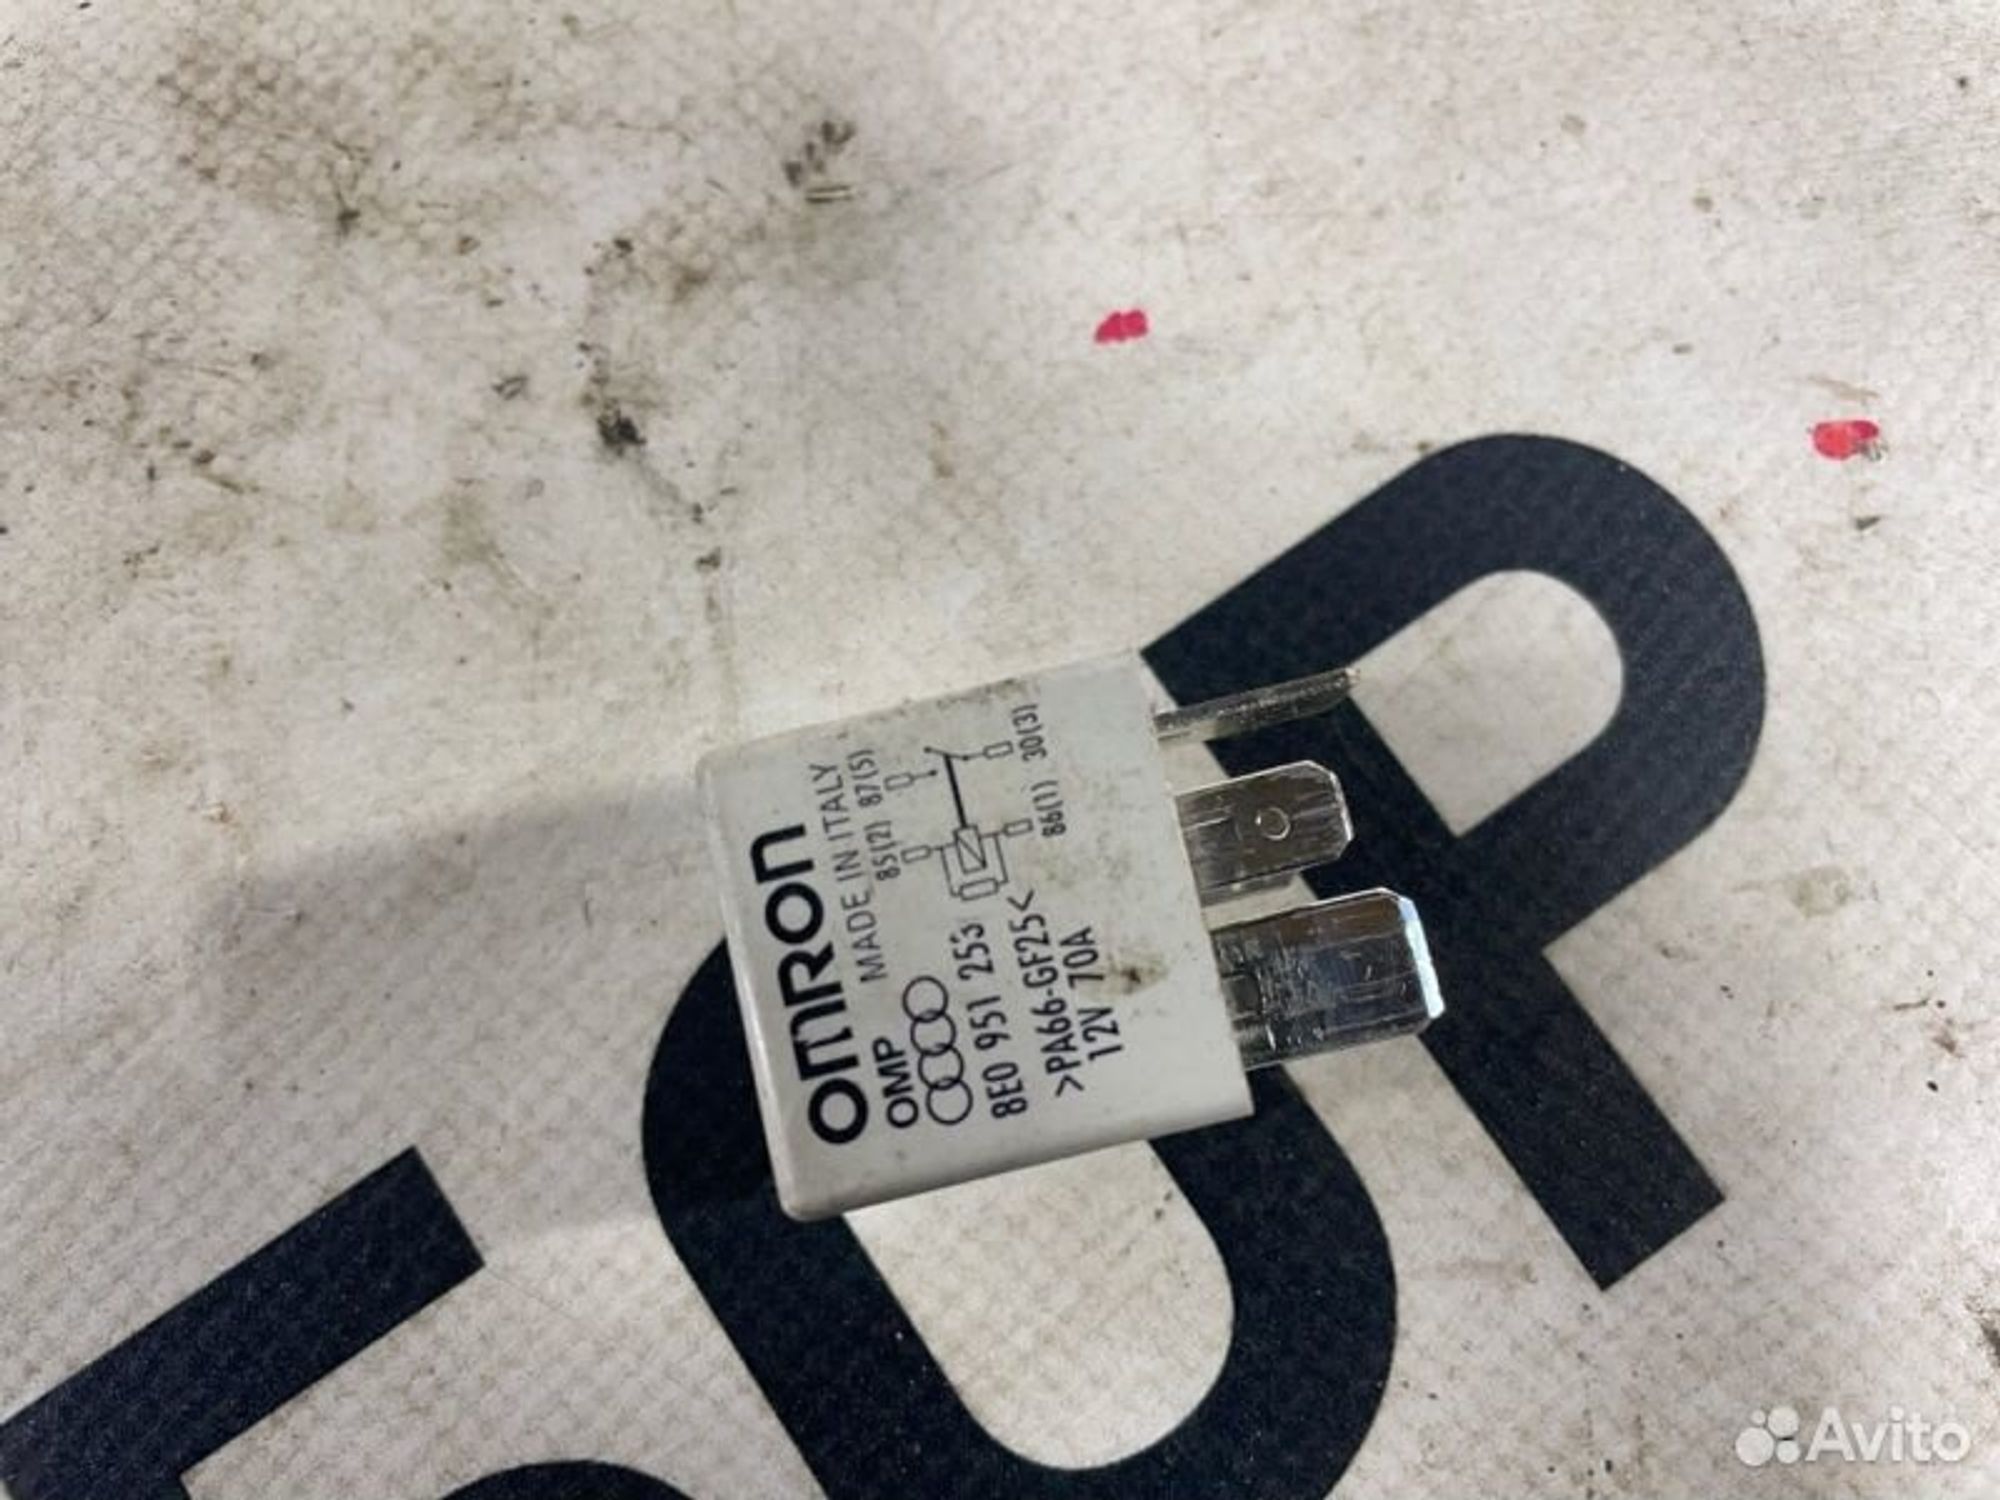 OMRON
MADE IN ITALY
OMP
85(2) 87(5)
86(1) 30(3)
8E0 951 253
>PA66-GF25<
12V 70A
Avito